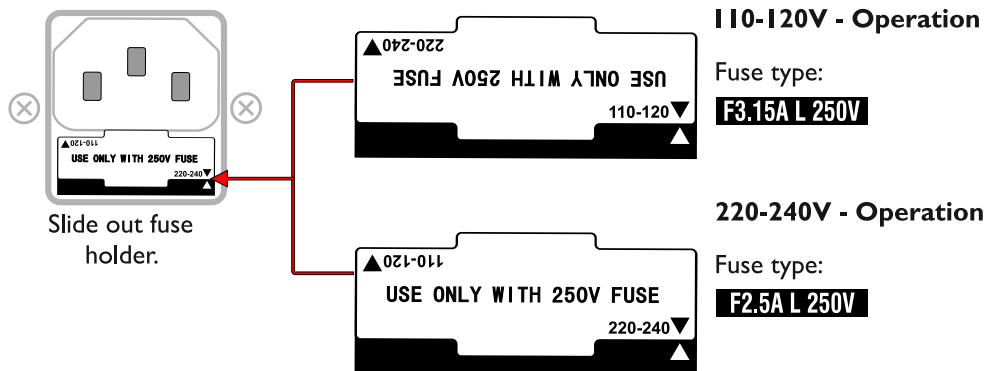 110-120
USE ONLY WITH 250V FUSE
220-240
Slide out fuse
holder.
220-240
USE ONLY WITH 250V FUSE
110-120
110-120V - Operation
Fuse type:
F3.15A L 250V
110-120
USE ONLY WITH 250V FUSE
220-240
220-240V - Operation
Fuse type:
F2.5A L 250V